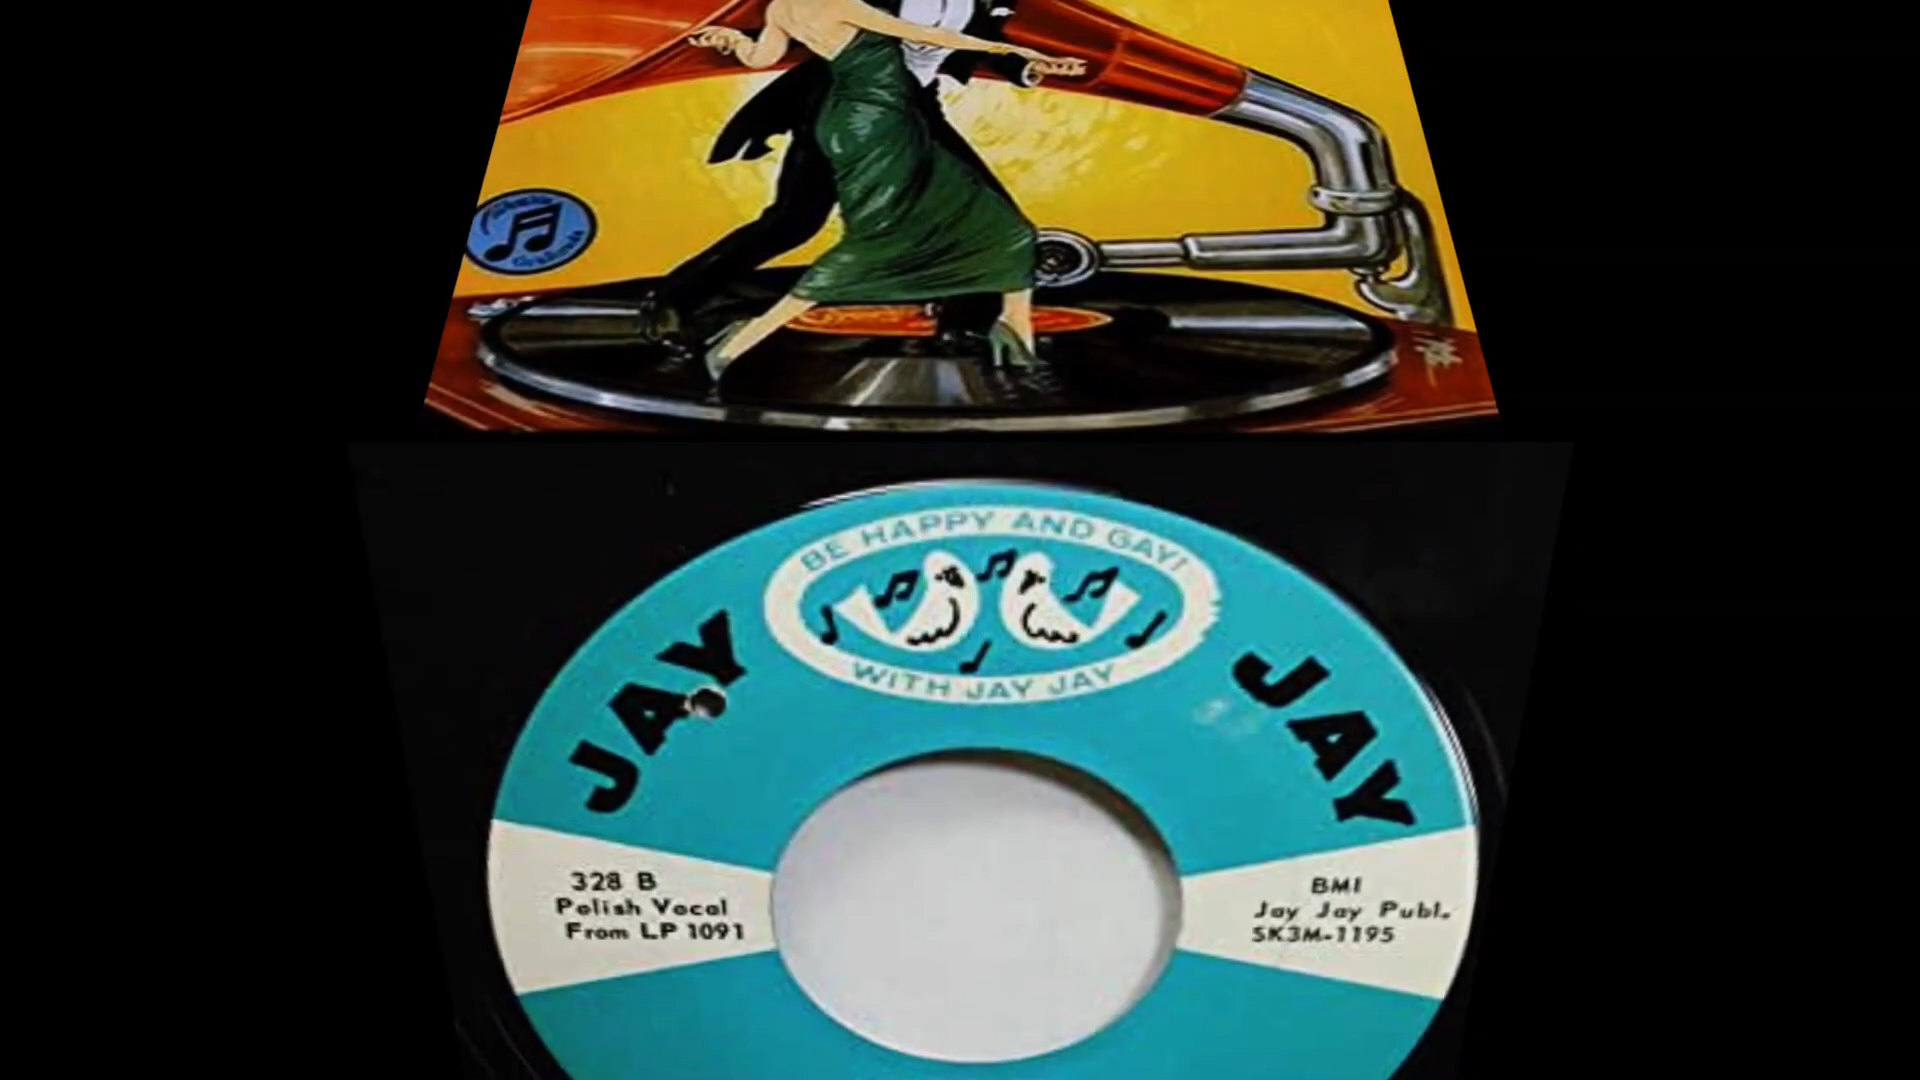 BE HAPPY AND GAY!
WITH JAY JAY
JAY JAY
328 B
Polish Vocal
From LP 1091
BMI
Jay Jay Publ.
SK3M-1195